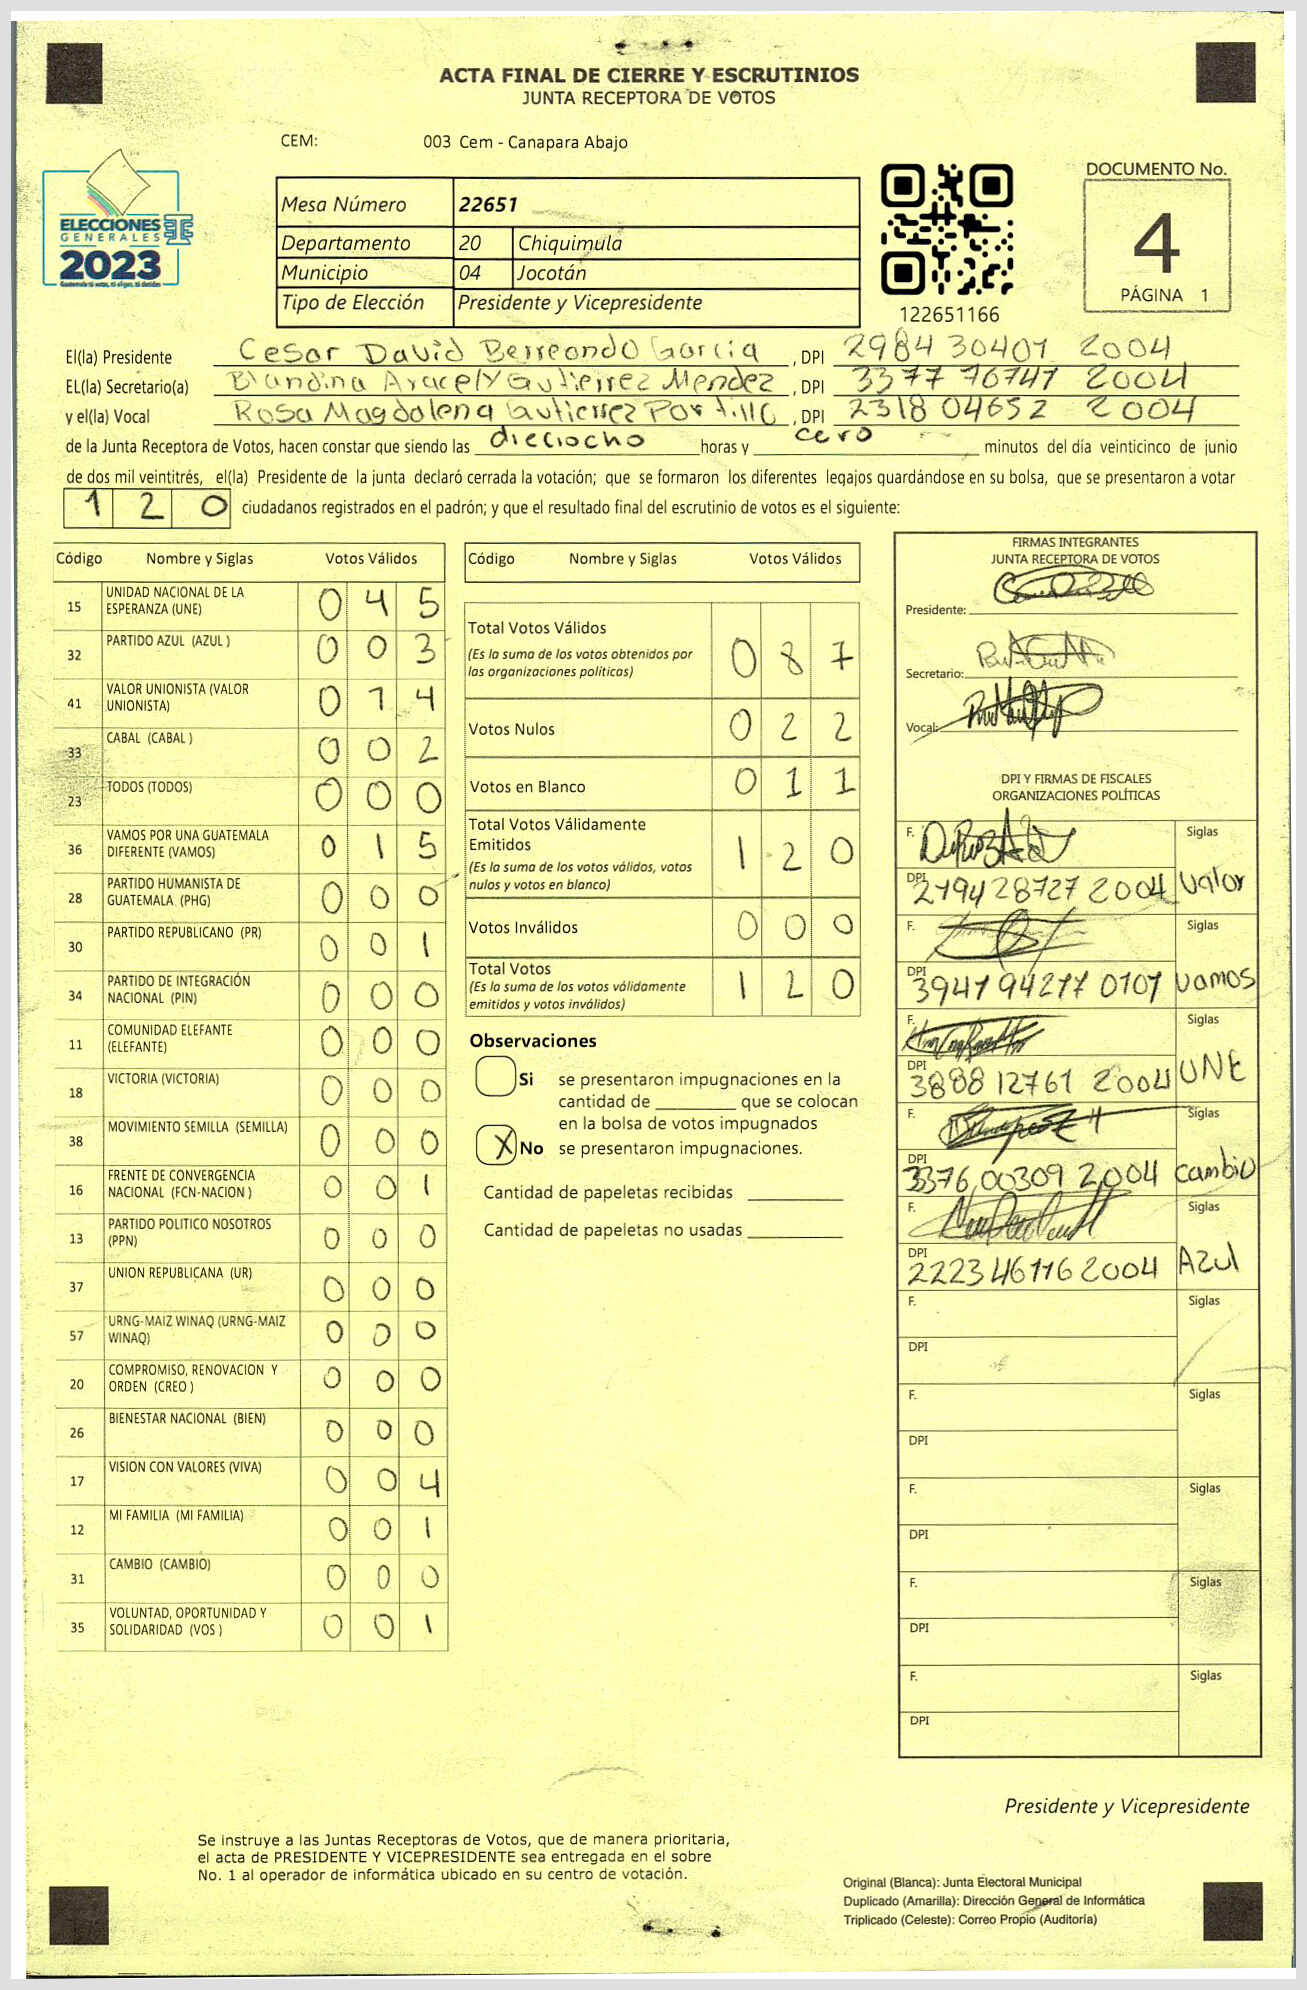 ACTA FINAL DE CIERRE Y ESCRUTINIOS
JUNTA RECEPTORA DE VOTOS
CEM: 003 Cem - Canapara Abajo
ELECCIONES
GENERALES
2023
Mesa Número 22651
Departamento 20 Chiquimula
Municipio 04 Jocotán
Tipo de Elección Presidente y Vicepresidente
122651166
DOCUMENTO No.
4
PÁGINA 1
El(la) Presidente Cesar David Berreondo Garcia , DPI 2984 30401 2004
EL(la) Secretario(a) Blandina Aracely Gutierrez Mendez , DPI 3377 76747 2004
y el(la) Vocal Rosa Magdalena Gutierrez Portillo , DPI 2318 04652 2004
de la Junta Receptora de Votos, hacen constar que siendo las dieciocho horas y cero minutos del día veinticinco de junio
de dos mil veintitrés, el(la) Presidente de la junta declaró cerrada la votación; que se formaron los diferentes legajos guardándose en su bolsa, que se presentaron a votar
1 2 0 ciudadanos registrados en el padrón; y que el resultado final del escrutinio de votos es el siguiente:
Código Nombre y Siglas Votos Válidos
15 UNIDAD NACIONAL DE LA ESPERANZA (UNE) 0 4 5
32 PARTIDO AZUL (AZUL ) 0 0 3
41 VALOR UNIONISTA (VALOR UNIONISTA) 0 1 4
33 CABAL (CABAL ) 0 0 2
23 TODOS (TODOS) 0 0 0
36 VAMOS POR UNA GUATEMALA DIFERENTE (VAMOS) 0 1 5
28 PARTIDO HUMANISTA DE GUATEMALA (PHG) 0 0 0
30 PARTIDO REPUBLICANO (PR) 0 0 1
34 PARTIDO DE INTEGRACIÓN NACIONAL (PIN) 0 0 0
11 COMUNIDAD ELEFANTE (ELEFANTE) 0 0 0
18 VICTORIA (VICTORIA) 0 0 0
38 MOVIMIENTO SEMILLA (SEMILLA) 0 0 0
16 FRENTE DE CONVERGENCIA NACIONAL (FCN-NACION ) 0 0 1
13 PARTIDO POLITICO NOSOTROS (PPN) 0 0 0
37 UNION REPUBLICANA (UR) 0 0 0
57 URNG-MAIZ WINAQ (URNG-MAIZ WINAQ) 0 0 0
20 COMPROMISO, RENOVACION Y ORDEN (CREO ) 0 0 0
26 BIENESTAR NACIONAL (BIEN) 0 0 0
17 VISION CON VALORES (VIVA) 0 0 4
12 MI FAMILIA (MI FAMILIA) 0 0 1
31 CAMBIO (CAMBIO) 0 0 0
35 VOLUNTAD, OPORTUNIDAD Y SOLIDARIDAD (VOS ) 0 0 1
Código Nombre y Siglas Votos Válidos
Total Votos Válidos 0 8 7
(Es la suma de los votos obtenidos por
las organizaciones políticas)
Votos Nulos 0 2 2
Votos en Blanco 0 1 1
Total Votos Válidamente
Emitidos 1 2 0
(Es la suma de los votos válidos, votos
nulos y votos en blanco)
Votos Inválidos 0 0 0
Total Votos 1 2 0
(Es la suma de los votos válidamente
emitidos y votos inválidos)
Observaciones
Si se presentaron impugnaciones en la
cantidad de ________ que se colocan
en la bolsa de votos impugnados
X No se presentaron impugnaciones.
Cantidad de papeletas recibidas
Cantidad de papeletas no usadas
FIRMAS INTEGRANTES
JUNTA RECEPTORA DE VOTOS
Presidente:
Secretario:
Vocal:
DPI Y FIRMAS DE FISCALES
ORGANIZACIONES POLÍTICAS
F. Siglas
DPI 2794 28727 2004 Valor
F. Siglas
DPI 3947 94277 0101 Vamos
F. Siglas
DPI 3888 12761 2004 UNE
F. Siglas
DPI 3376 00309 2004 cambio
F. Siglas
DPI 2223 46116 2004 Azul
F. Siglas
DPI
F. Siglas
DPI
F. Siglas
DPI
F. Siglas
DPI
F. Siglas
DPI
Presidente y Vicepresidente
Se instruye a las Juntas Receptoras de Votos, que de manera prioritaria,
el acta de PRESIDENTE Y VICEPRESIDENTE sea entregada en el sobre
No. 1 al operador de informática ubicado en su centro de votación.
Original (Blanca): Junta Electoral Municipal
Duplicado (Amarilla): Dirección General de Informática
Triplicado (Celeste): Correo Propio (Auditoría)